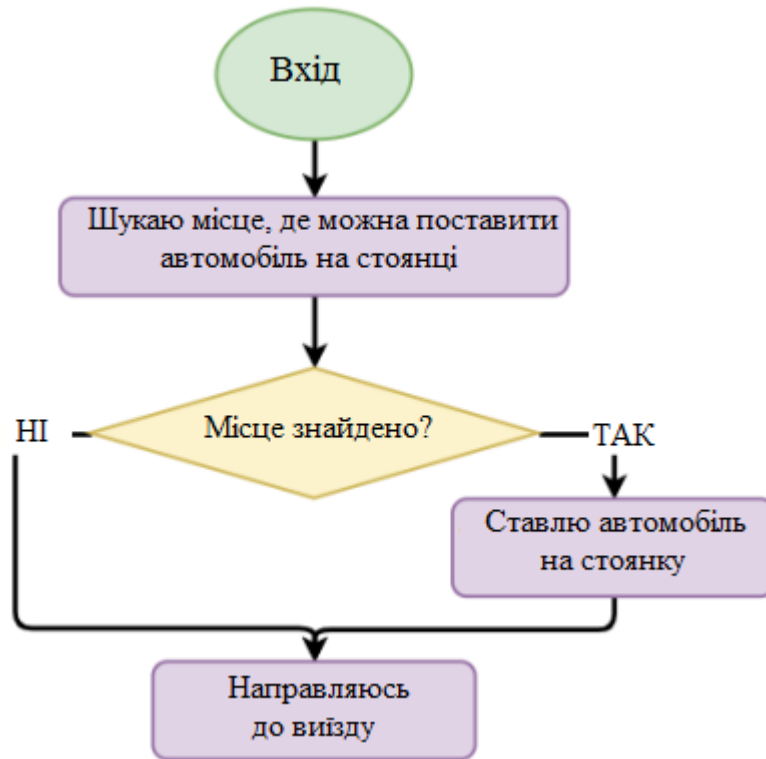 Вхід
Шукаю місце, де можна поставити
автомобіль на стоянці
Місце знайдено?
НІ
ТАК
Ставлю автомобіль
на стоянку
Направляюсь
до виїзду